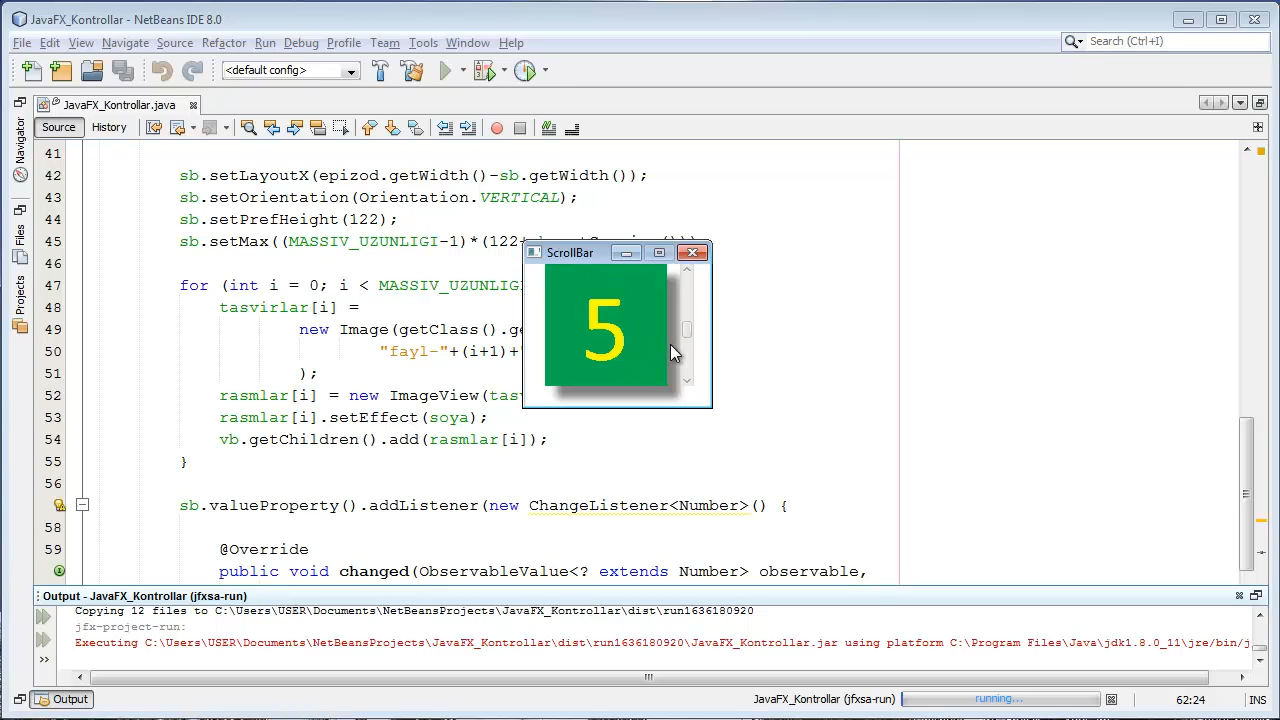 JavaFX_Kontrollar - NetBeans IDE 8.0
File Edit View Navigate Source Refactor Run Debug Profile Team Tools Window Help
Search (Ctrl+I)
<default config>
JavaFX_Kontrollar.java
Source History
Navigator
Files
Projects
41
42 sb.setLayoutX(epizod.getWidth()-sb.getWidth());
43 sb.setOrientation(Orientation.VERTICAL);
44 sb.setPrefHeight(122);
45 sb.setMax((MASSIV_UZUNLIGI-1)*(122+
46
47 for (int i = 0; i < MASSIV_UZUNLIGI
48 tasvirlar[i] =
49 new Image(getClass().ge
50 "fayl-"+(i+1)+"
51 );
52 rasmlar[i] = new ImageView(tas
53 rasmlar[i].setEffect(soya);
54 vb.getChildren().add(rasmlar[i]);
55 }
56
sb.valueProperty().addListener(new ChangeListener<Number>() {
58
59 @Override
public void changed(ObservableValue<? extends Number> observable,
ScrollBar
5
Output - JavaFX_Kontrollar (jfxsa-run)
Copying 12 files to C:\Users\USER\Documents\NetBeansProjects\JavaFX_Kontrollar\dist\run1636180920
jfx-project-run:
Executing C:\Users\USER\Documents\NetBeansProjects\JavaFX_Kontrollar\dist\run1636180920\JavaFX_Kontrollar.jar using platform C:\Program Files\Java\jdk1.8.0_11\jre/bin/j
Output
JavaFX_Kontrollar (jfxsa-run) running... 62:24 INS